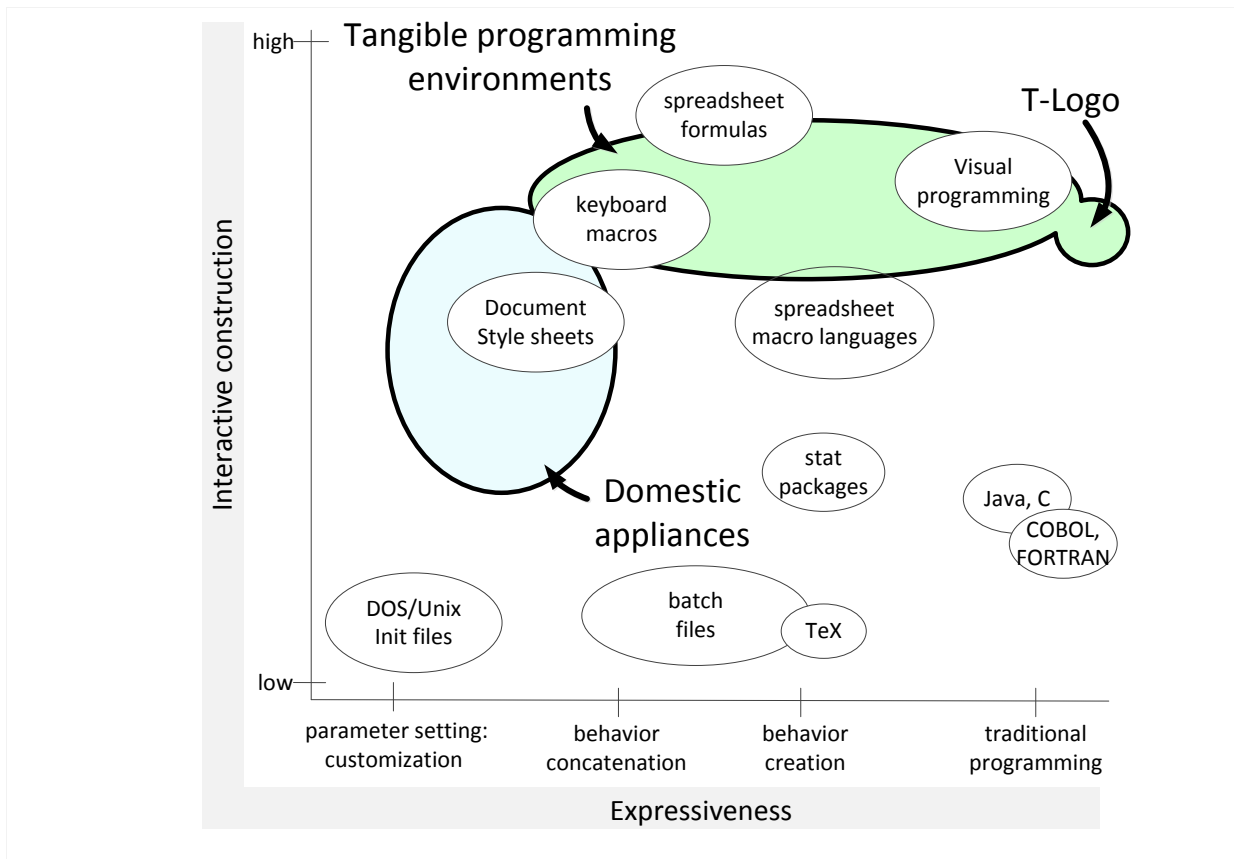 high
Tangible programming
environments
spreadsheet
formulas
T-Logo
Visual
programming
keyboard
macros
Document
Style sheets
spreadsheet
macro languages
Interactive construction
stat
packages
Java, C
COBOL,
FORTRAN
Domestic
appliances
DOS/Unix
Init files
batch
files
TeX
low
parameter setting:
customization
behavior
concatenation
behavior
creation
traditional
programming
Expressiveness